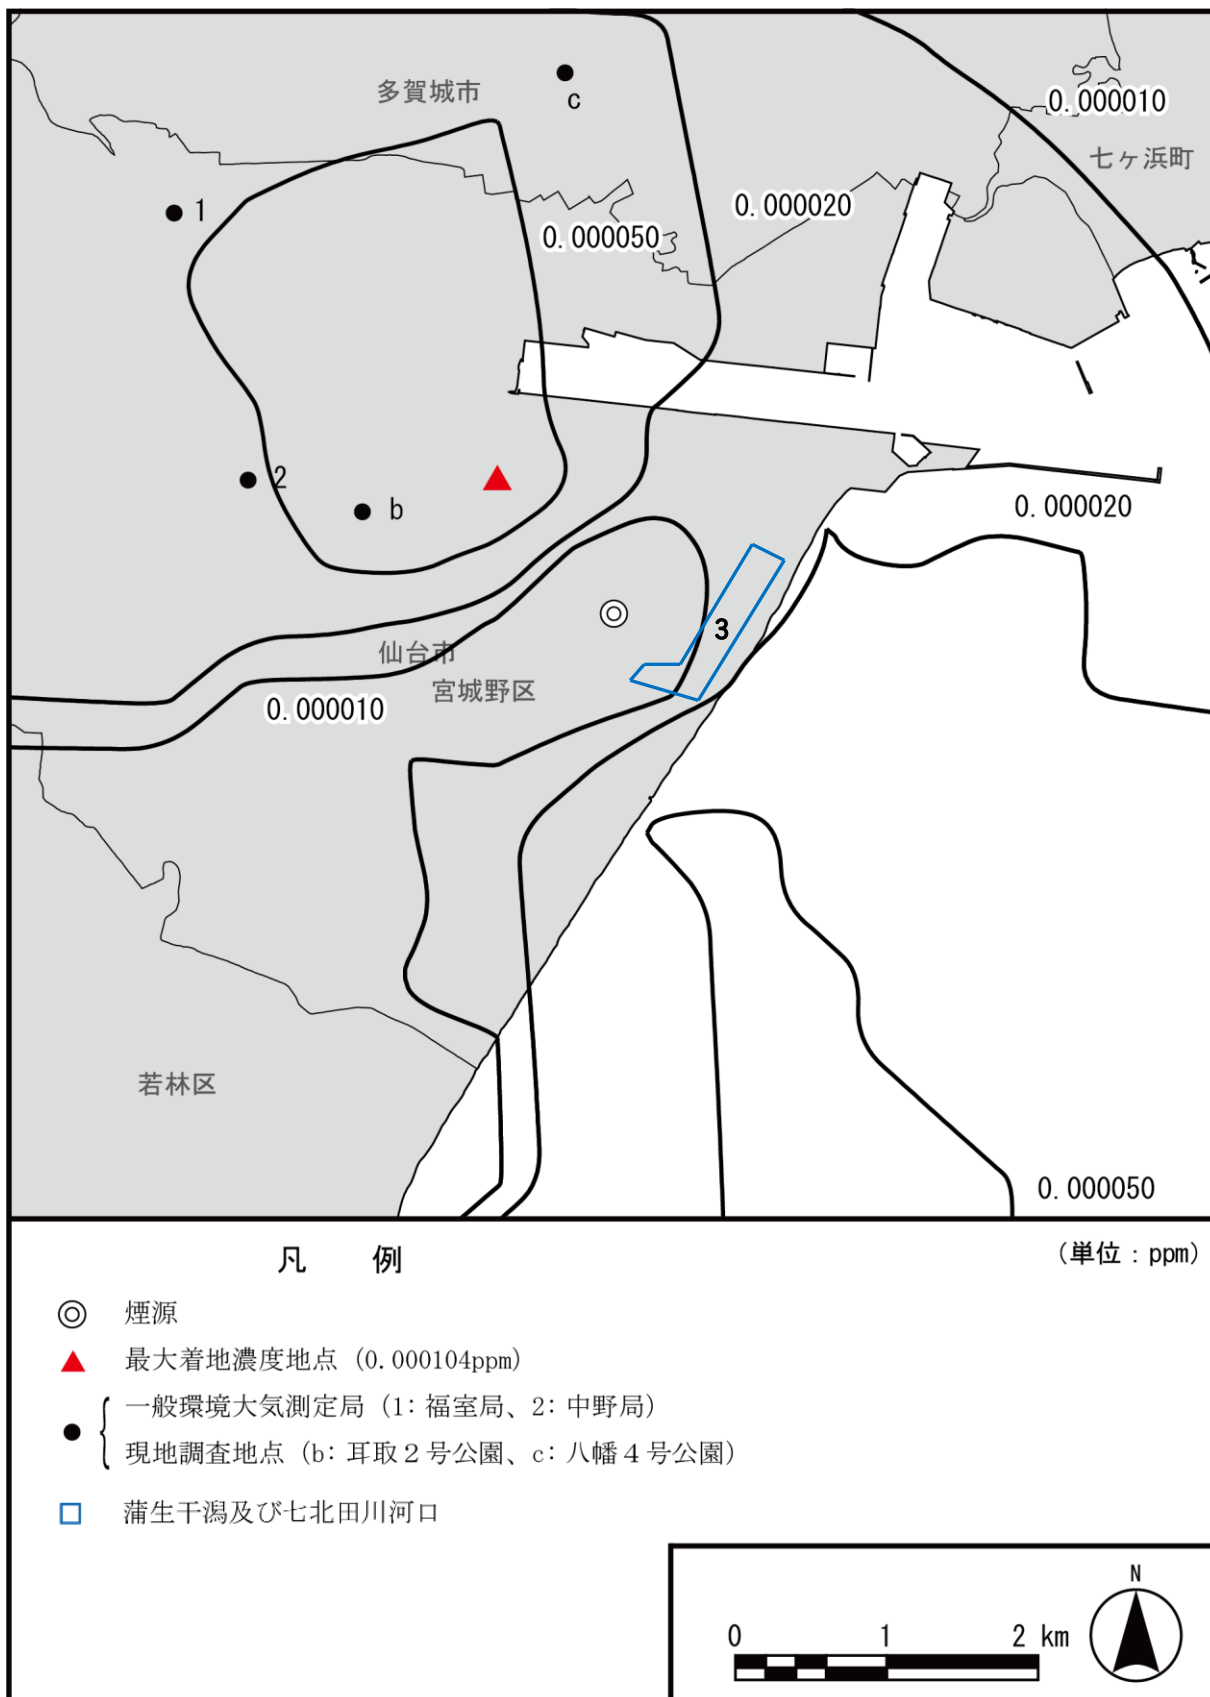 多賀城市
c
0.000010
七ヶ浜町
1
0.000020
0.000050
2
b
0.000020
3
仙台市
宮城野区
0.000010
若林区
0.000050
凡 例
（単位：ppm）
煙源
最大着地濃度地点（0.000104ppm）
一般環境大気測定局（1：福室局、2：中野局）
現地調査地点（b：耳取２号公園、c：八幡４号公園）
蒲生干潟及び七北田川河口
N
0 1 2 km